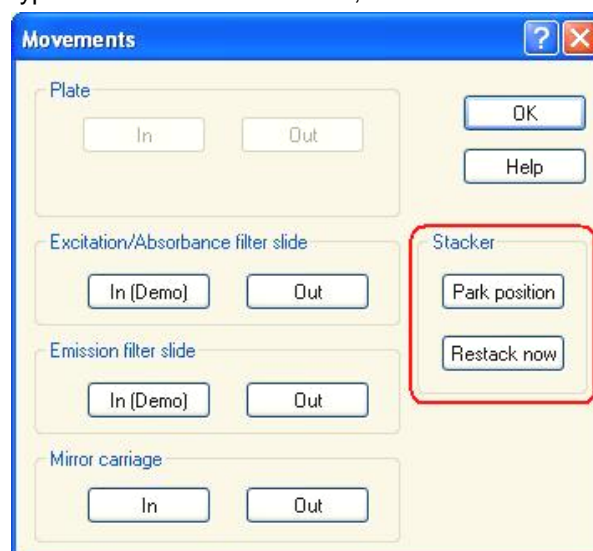 Movements
Plate
In Out
OK
Help
Excitation/Absorbance filter slide
In (Demo) Out
Stacker
Park position
Restack now
Emission filter slide
In (Demo) Out
Mirror carriage
In Out